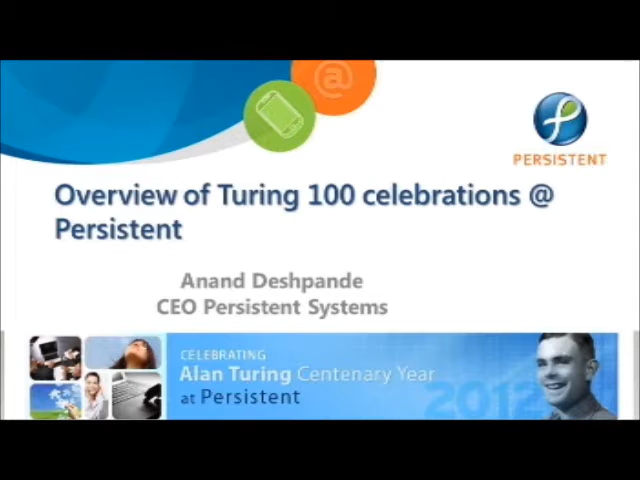 @
PERSISTENT
Overview of Turing 100 celebrations @
Persistent
Anand Deshpande
CEO Persistent Systems
CELEBRATING
Alan Turing Centenary Year
at Persistent
2012